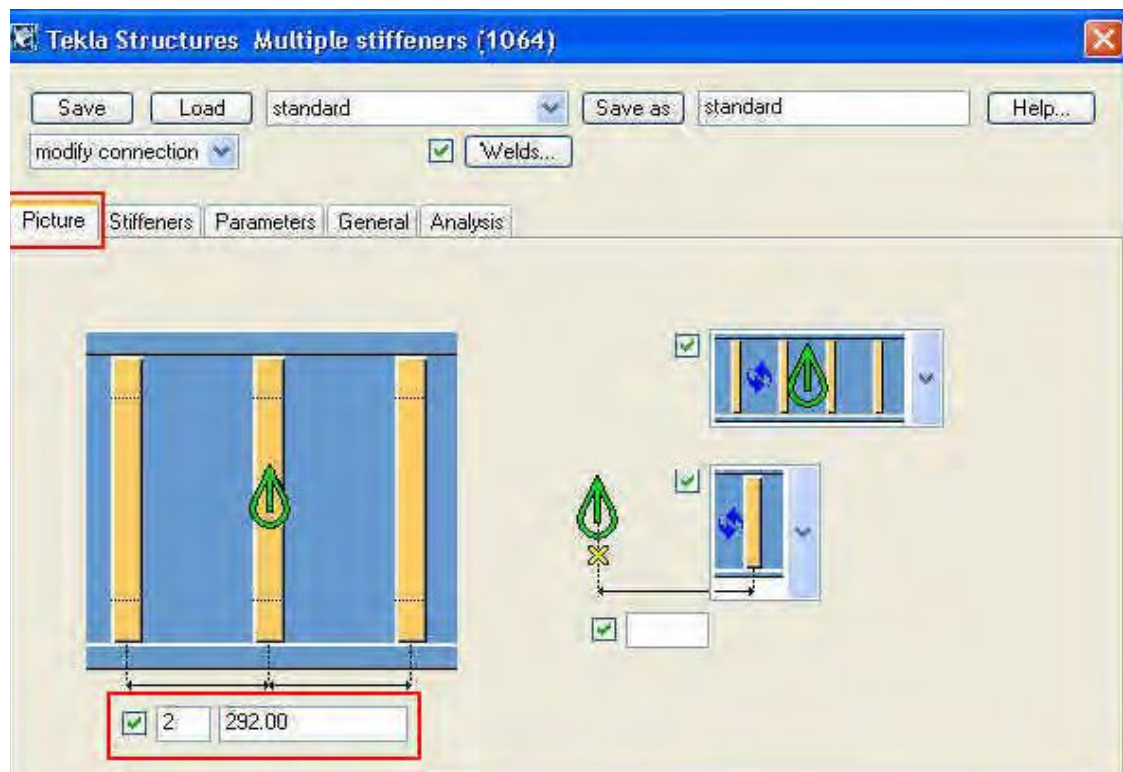 Tekla Structures Multiple stiffeners (1064)
Save Load standard Save as standard Help...
modify connection Welds...
Picture Stiffeners Parameters General Analysis
2 292.00